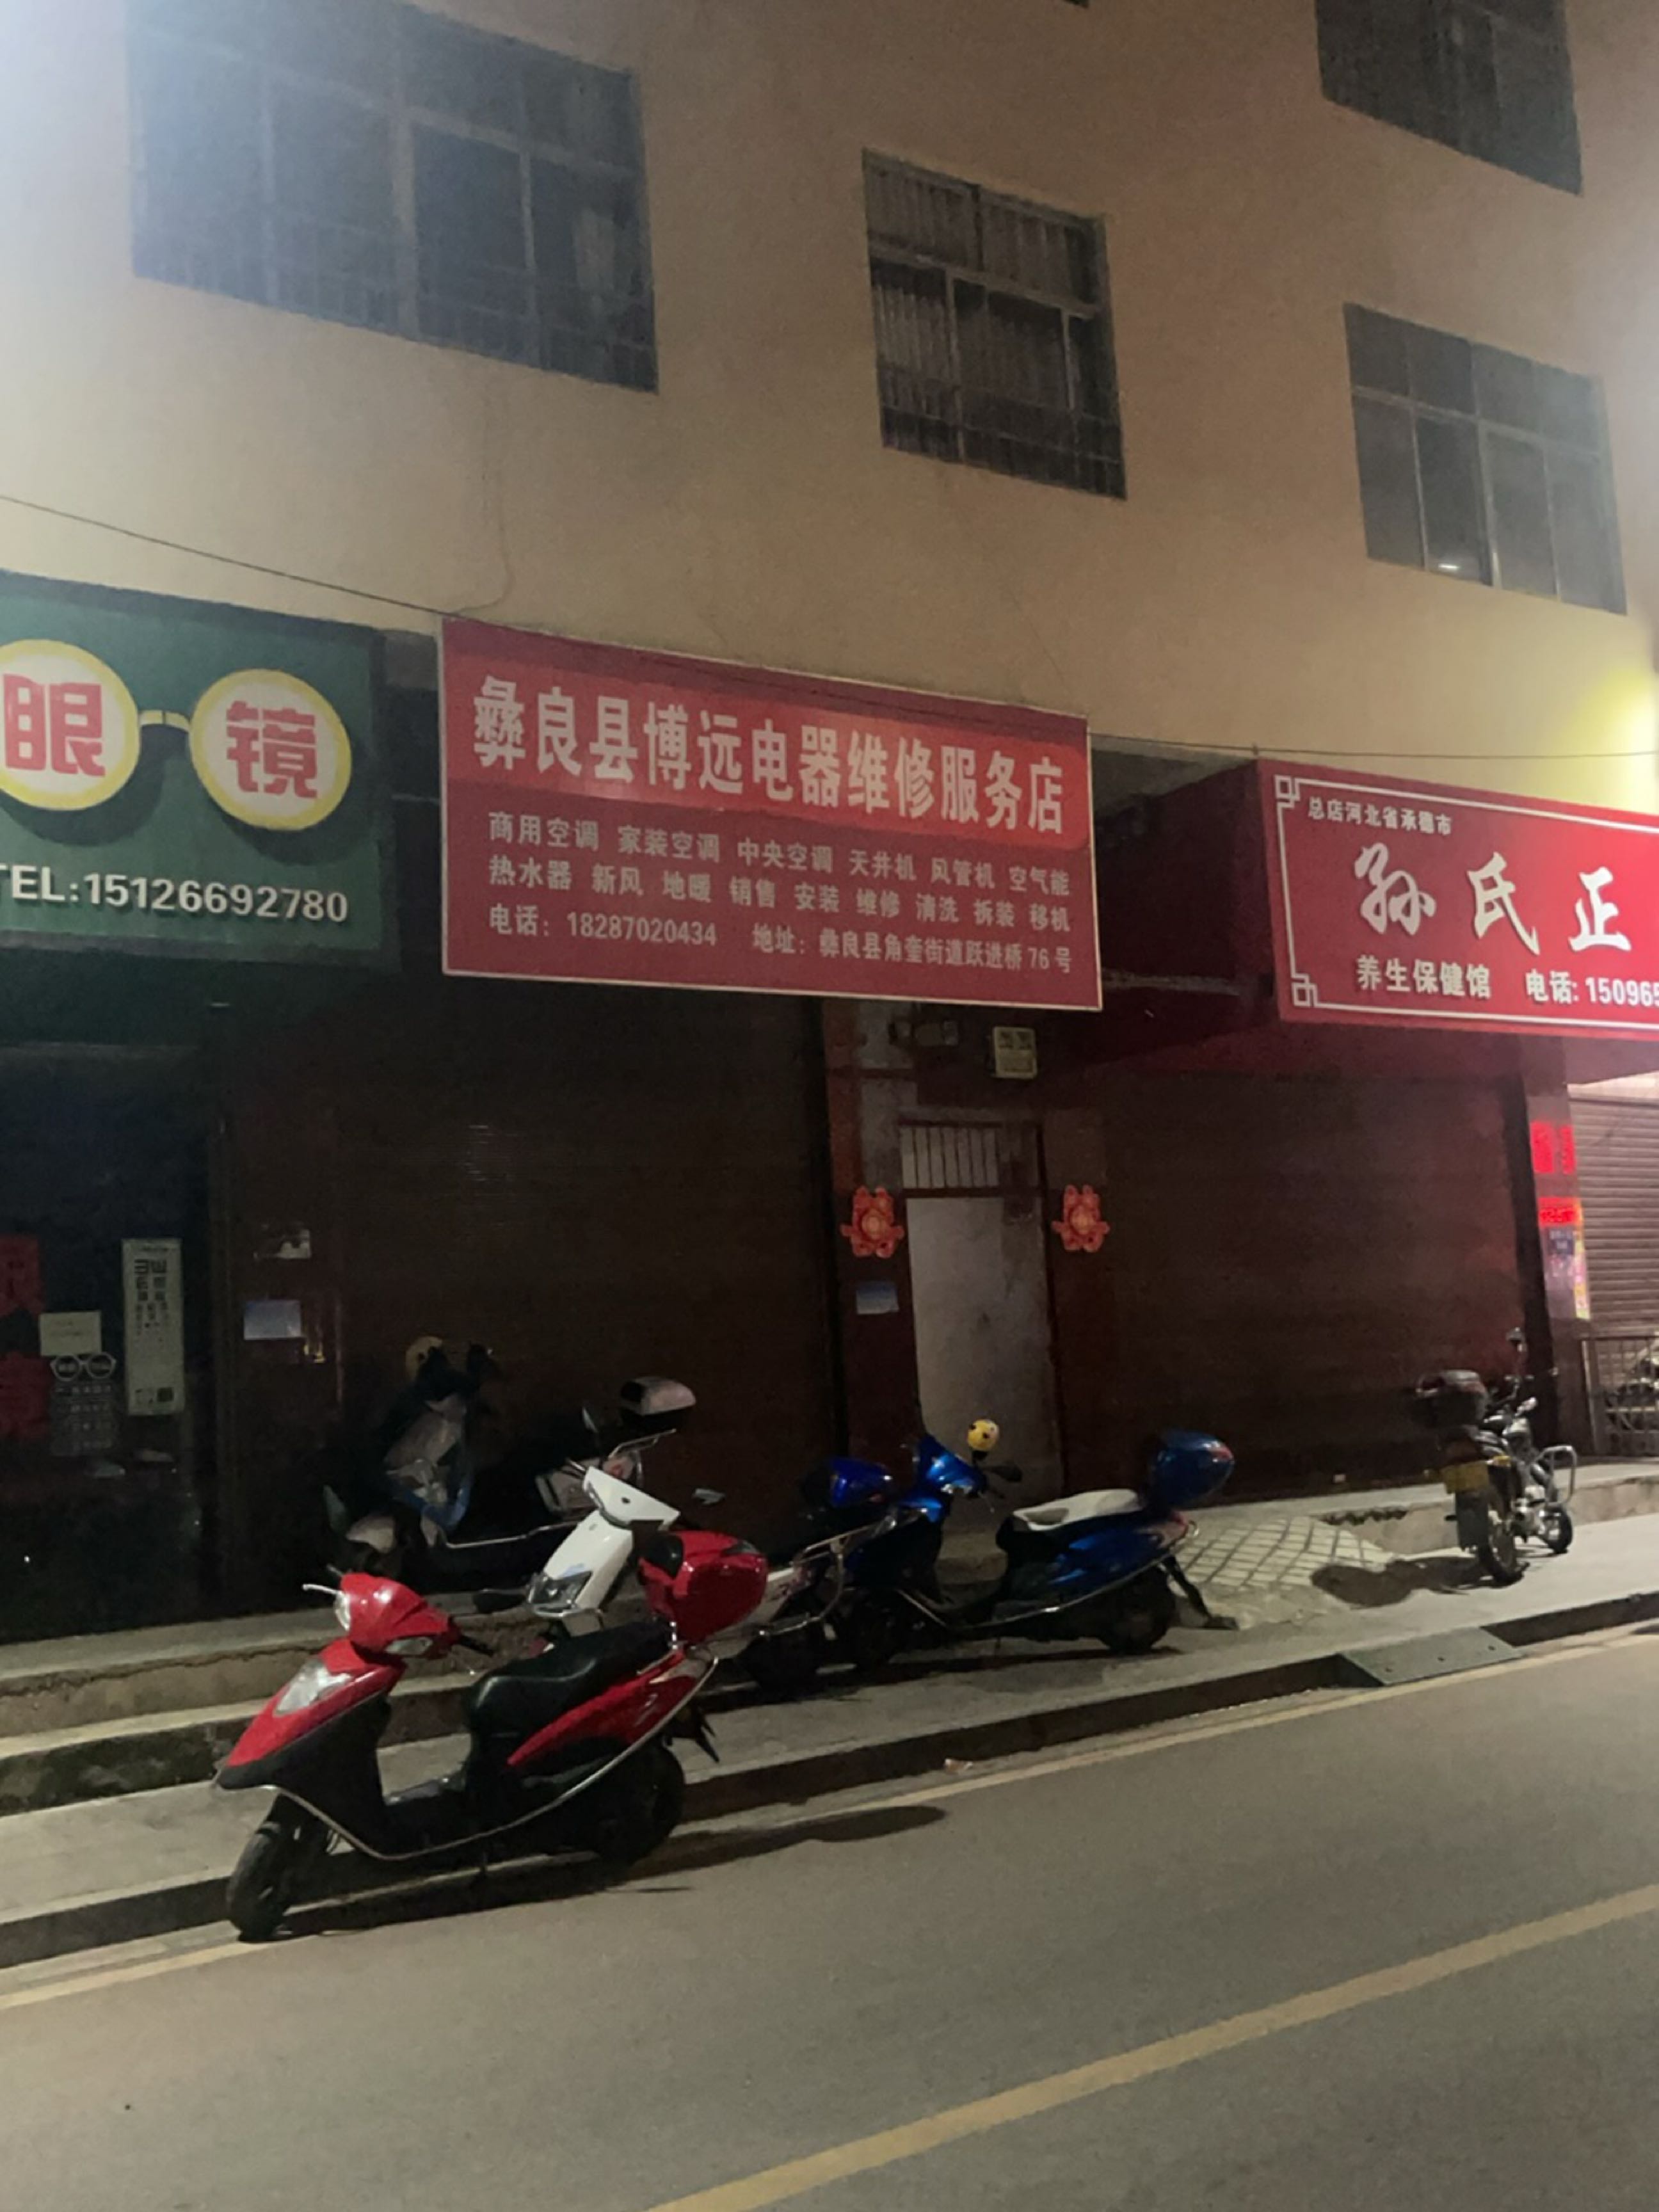 眼镜
TEL:15126692780
彝良县博远电器维修服务店
商用空调 家装空调 中央空调 天井机 风管机 空气能
热水器 新风 地暖 销售 安装 维修 清洗 拆装 移机
电话：18287020434 地址：彝良县角奎街道跃进桥76号
总店河北省承德市
孙氏正
养生保健馆 电话:150965